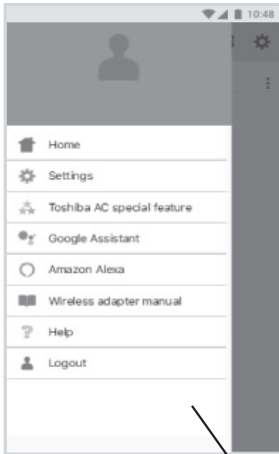 10:48
Home
Settings
Toshiba AC special feature
Google Assistant
Amazon Alexa
Wireless adapter manual
Help
Logout